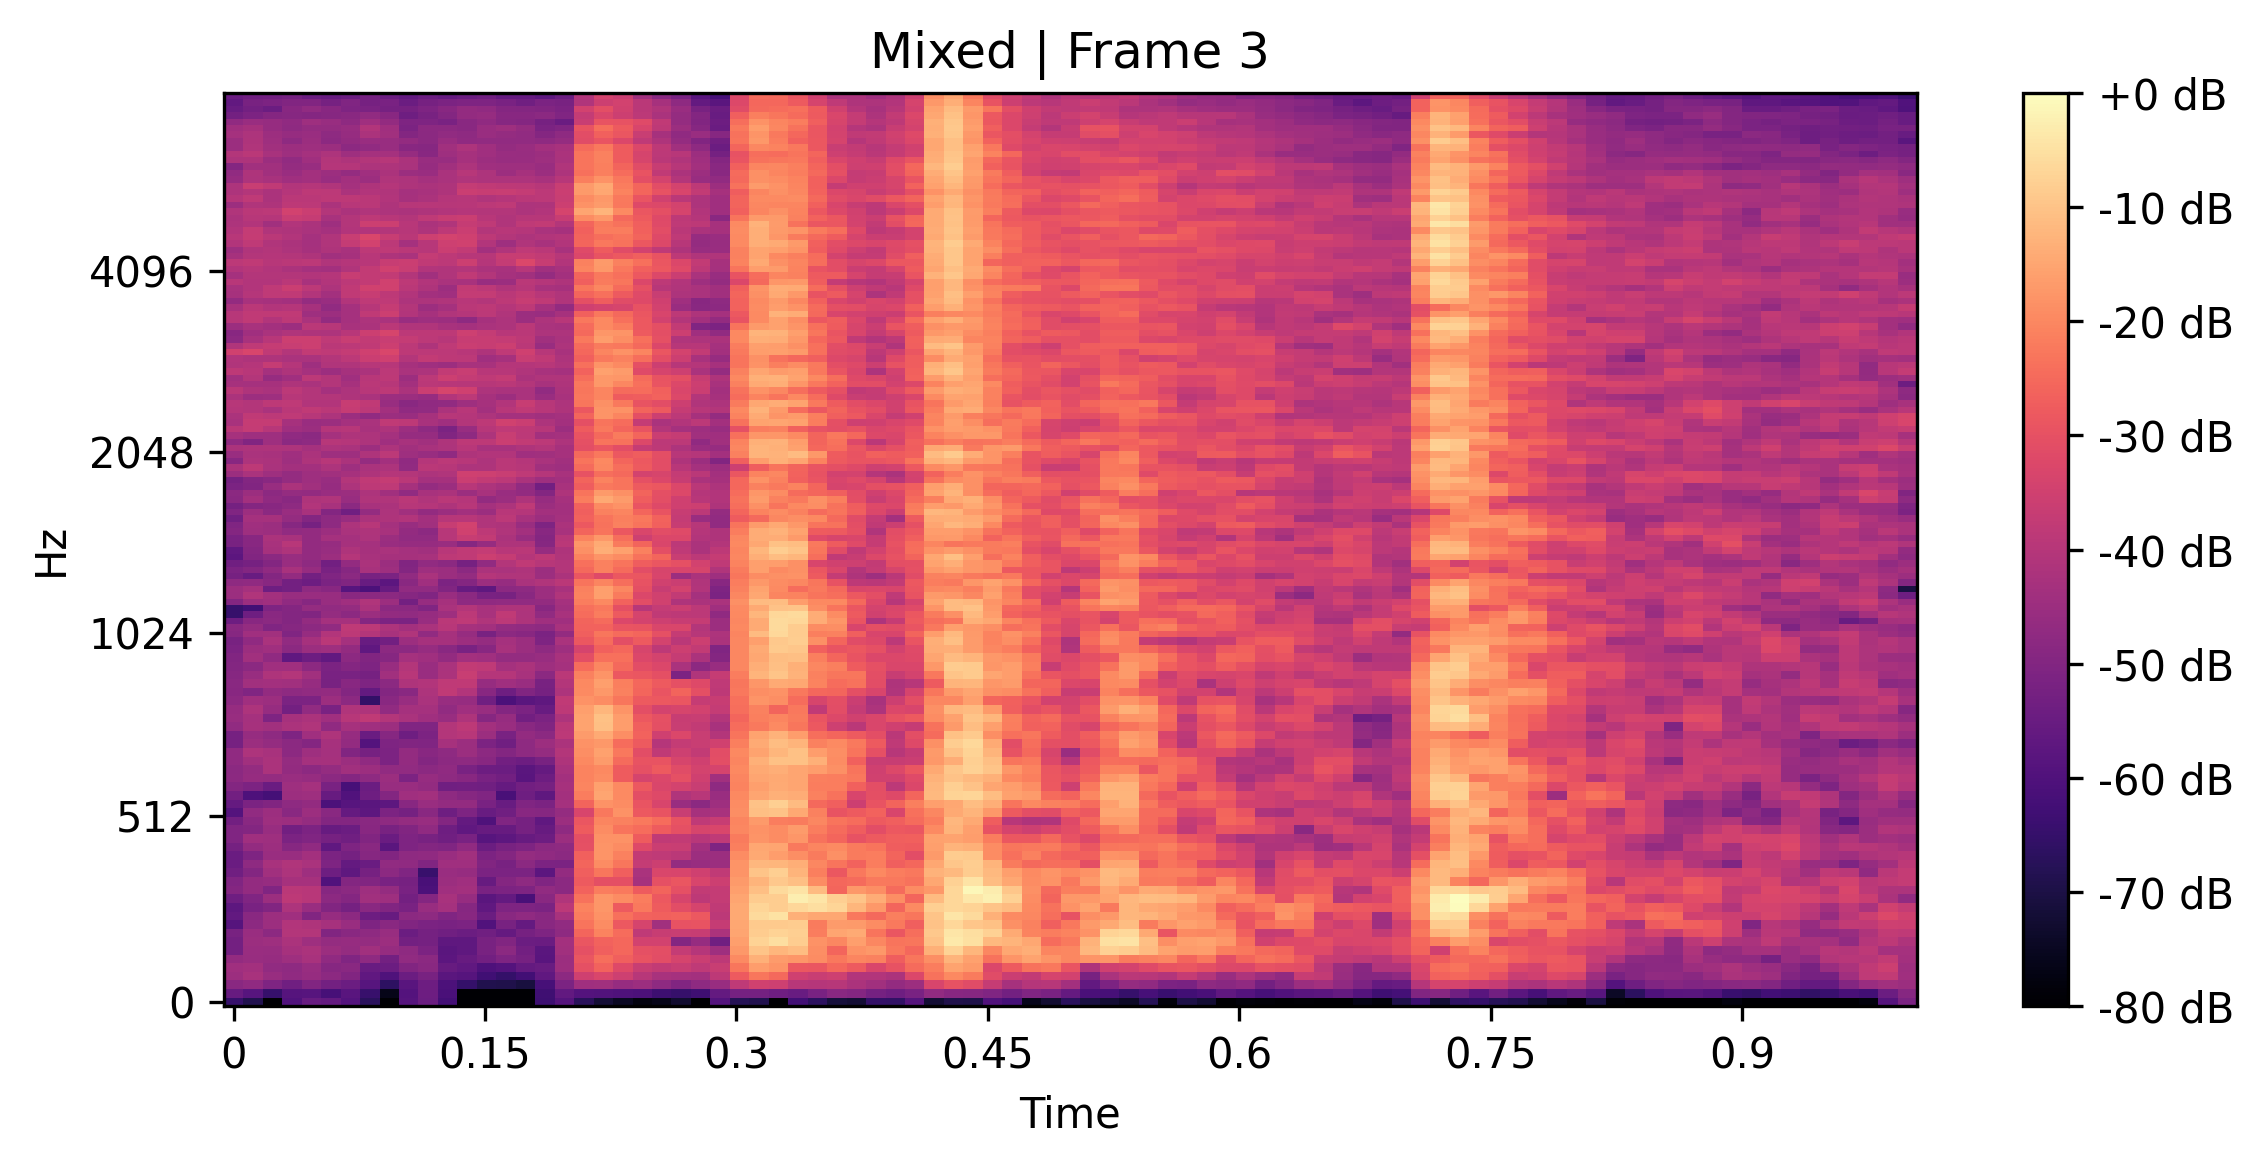 Mixed | Frame 3
Hz
4096
2048
1024
512
0
0 0.15 0.3 0.45 0.6 0.75 0.9
Time
+0 dB
-10 dB
-20 dB
-30 dB
-40 dB
-50 dB
-60 dB
-70 dB
-80 dB